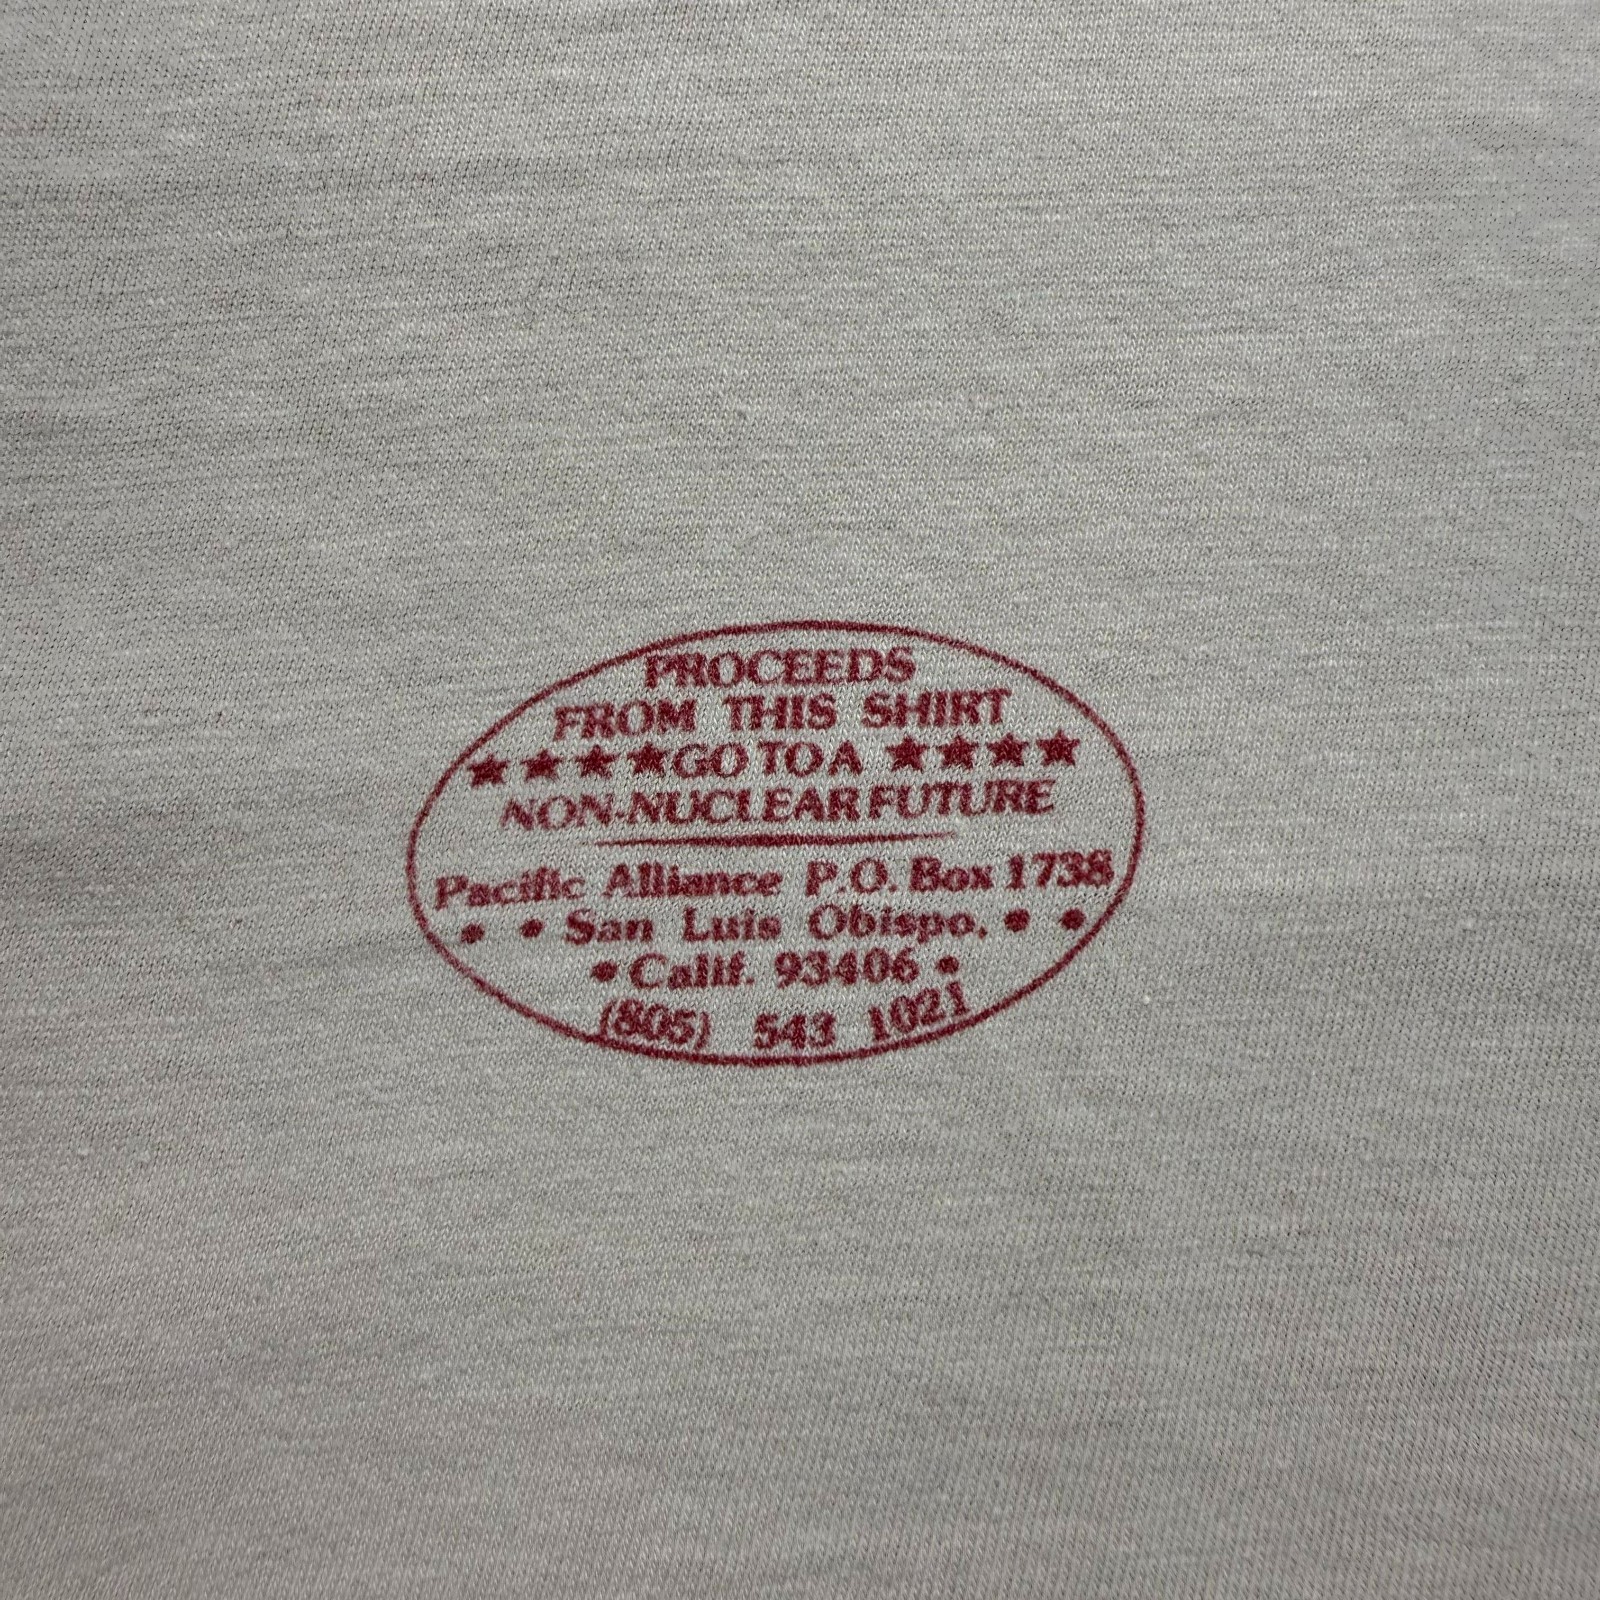 PROCEEDS
FROM THIS SHIRT
★★★★GO TO A ★★★★
NON-NUCLEAR FUTURE
Pacific Alliance P.O. Box 1738
• • San Luis Obispo, • •
• Calif. 93406 •
(805) 543 1021